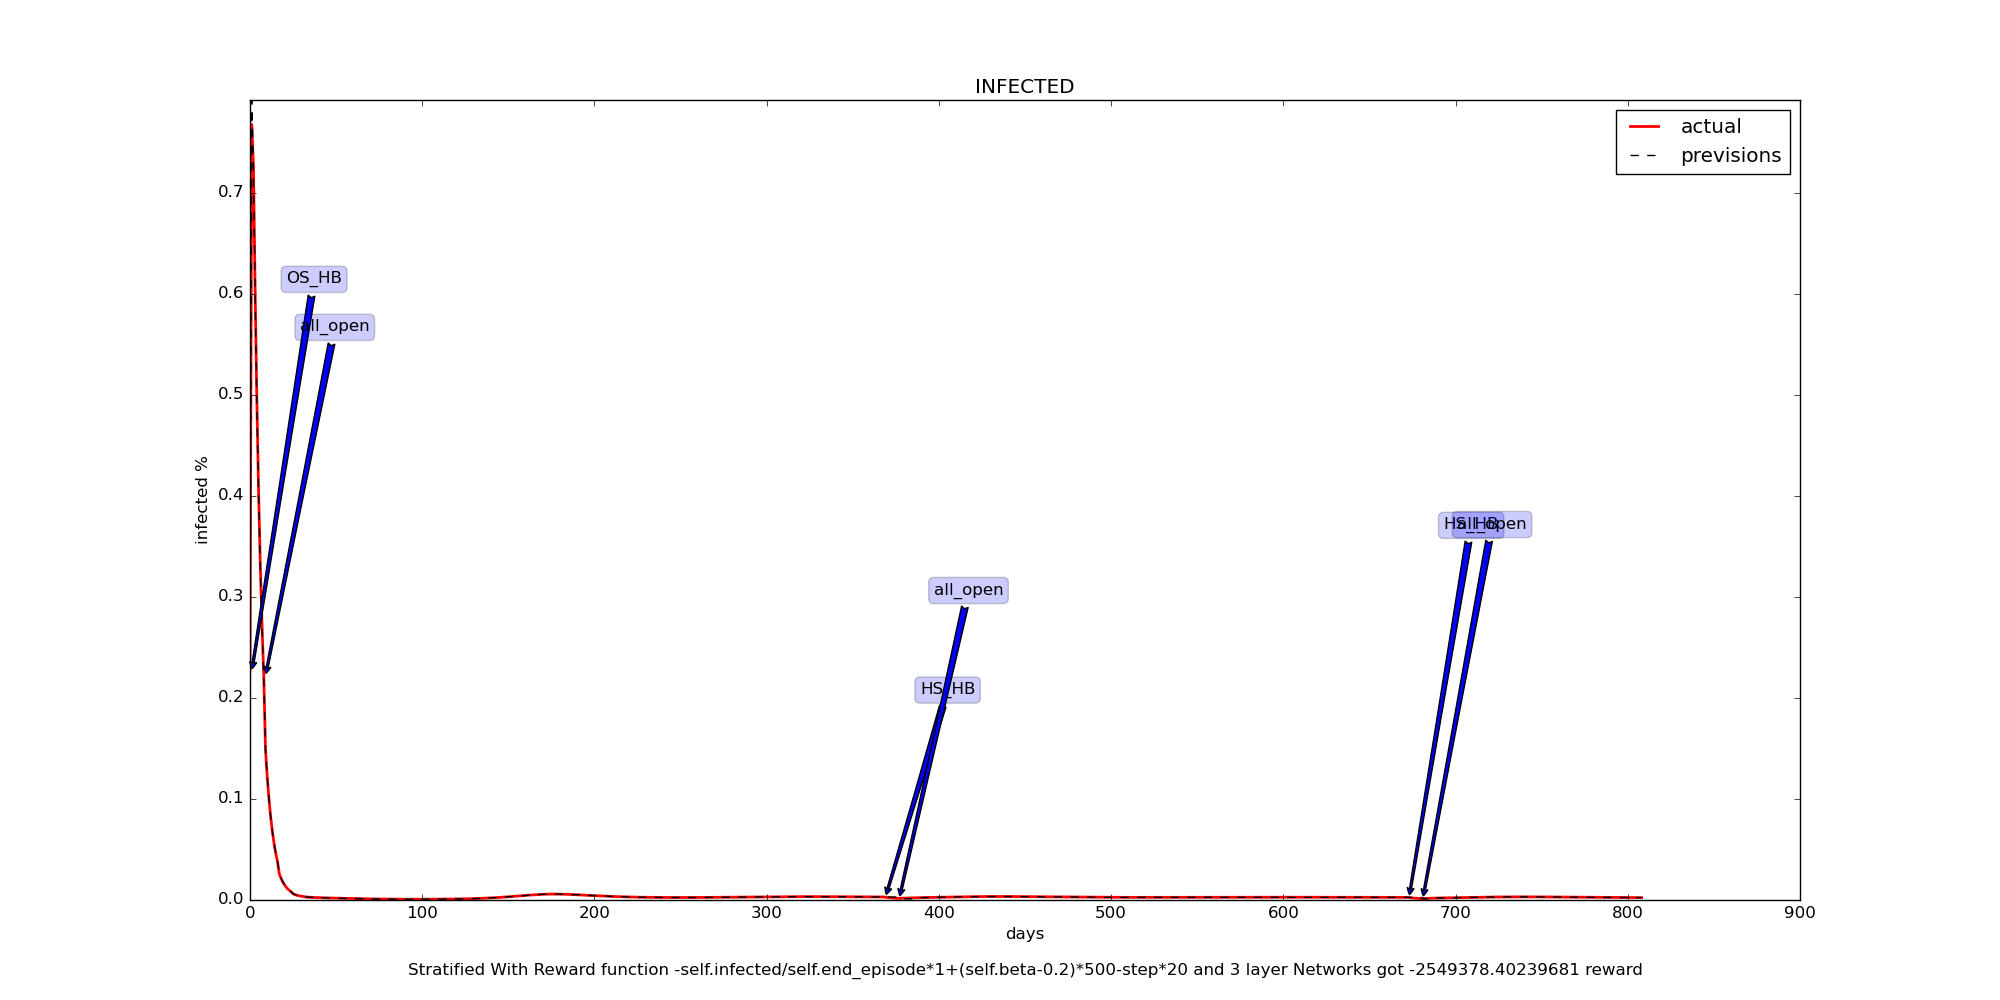 INFECTED
actual
previsions
infected %
0.7
0.6
0.5
0.4
0.3
0.2
0.1
0.0
OS_HB
all_open
all_open
HS_HB
HS_HB
all_open
0 100 200 300 400 500 600 700 800 900
days
Stratified With Reward function -self.infected/self.end_episode*1+(self.beta-0.2)*500-step*20 and 3 layer Networks got -2549378.40239681 reward